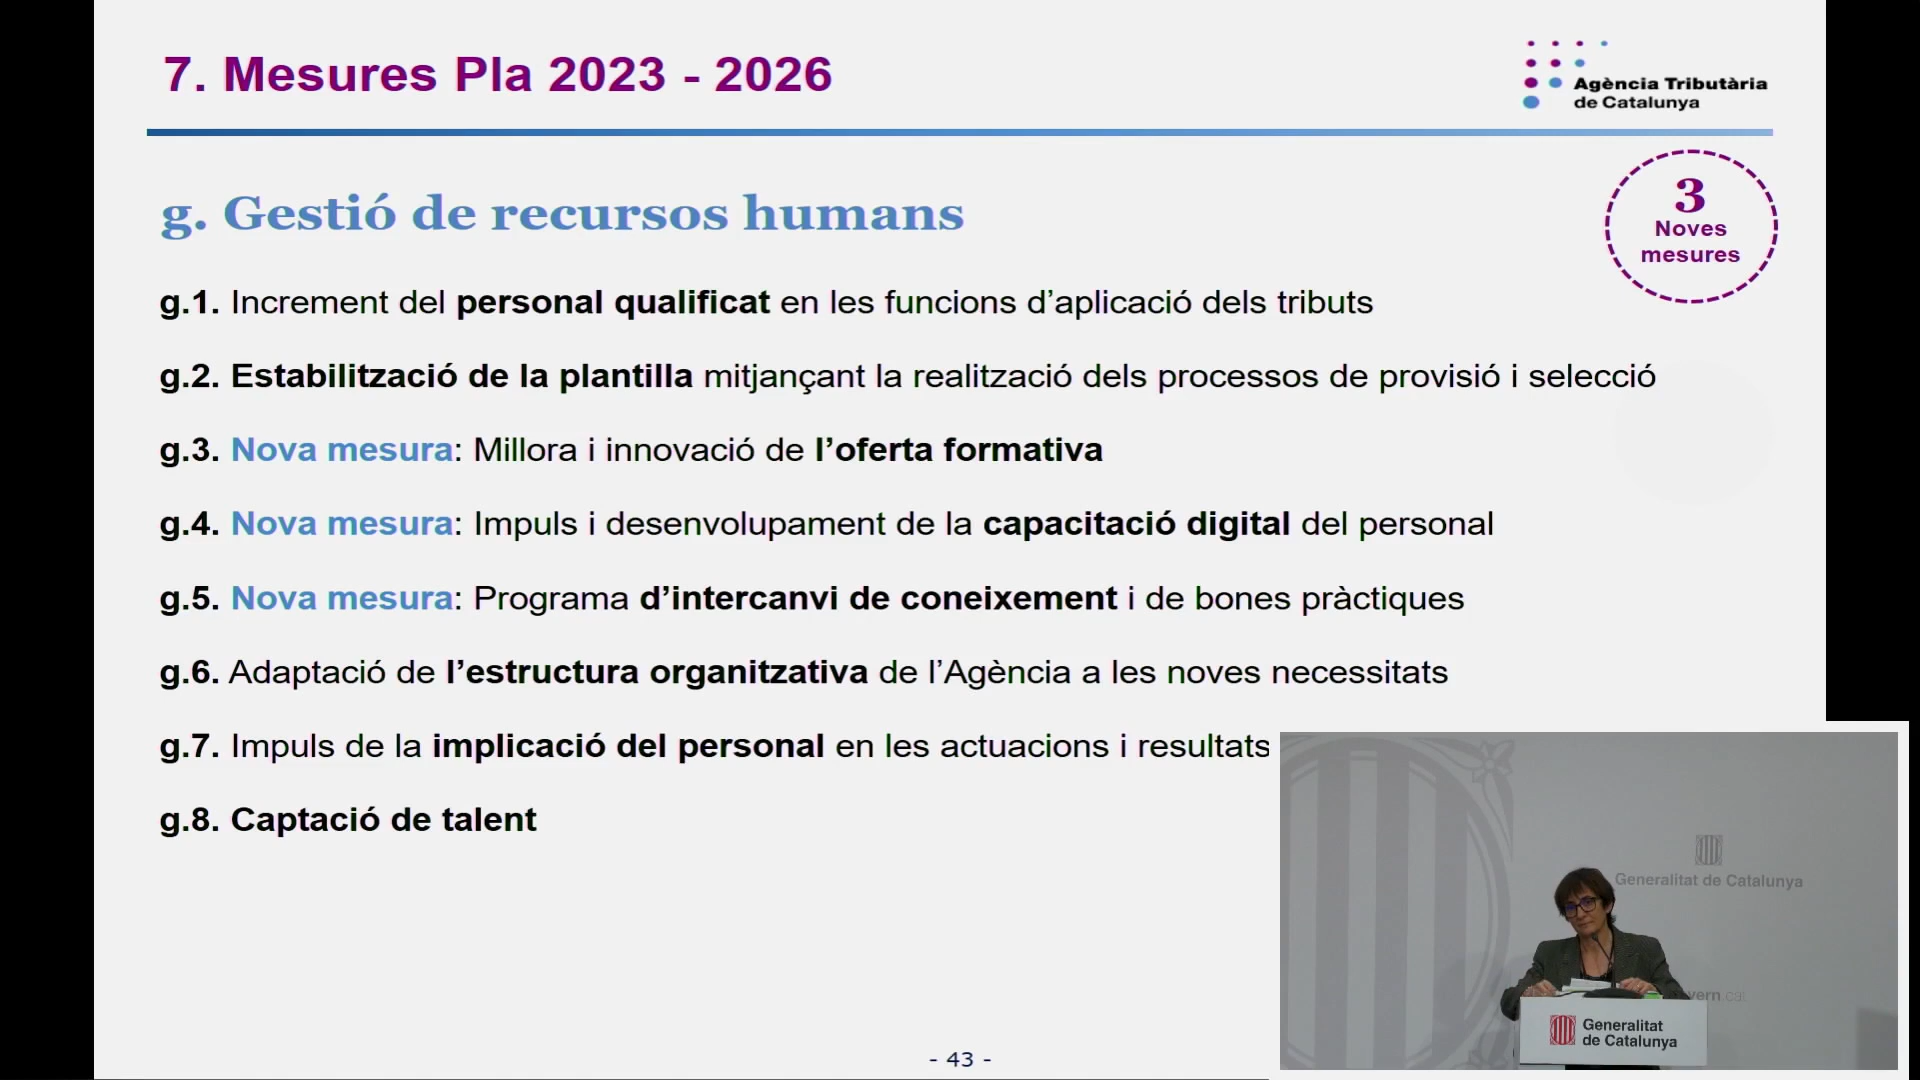 7. Mesures Pla 2023 - 2026
Agència Tributària
de Catalunya
3
Noves
mesures
g. Gestió de recursos humans
g.1. Increment del personal qualificat en les funcions d’aplicació dels tributs
g.2. Estabilització de la plantilla mitjançant la realització dels processos de provisió i selecció
g.3. Nova mesura: Millora i innovació de l’oferta formativa
g.4. Nova mesura: Impuls i desenvolupament de la capacitació digital del personal
g.5. Nova mesura: Programa d’intercanvi de coneixement i de bones pràctiques
g.6. Adaptació de l’estructura organitzativa de l’Agència a les noves necessitats
g.7. Impuls de la implicació del personal en les actuacions i resultats
g.8. Captació de talent
Generalitat de Catalunya
vern.cat
Generalitat
de Catalunya
- 43 -